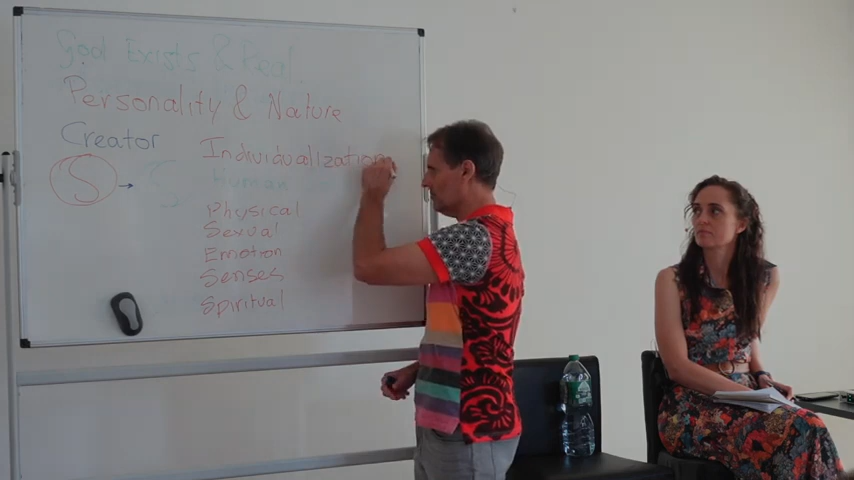 God Exists & Real
Personality & Nature
Creator
Individualization
S → S
Human
Physical
Sexual
Emotion
Senses
Spiritual